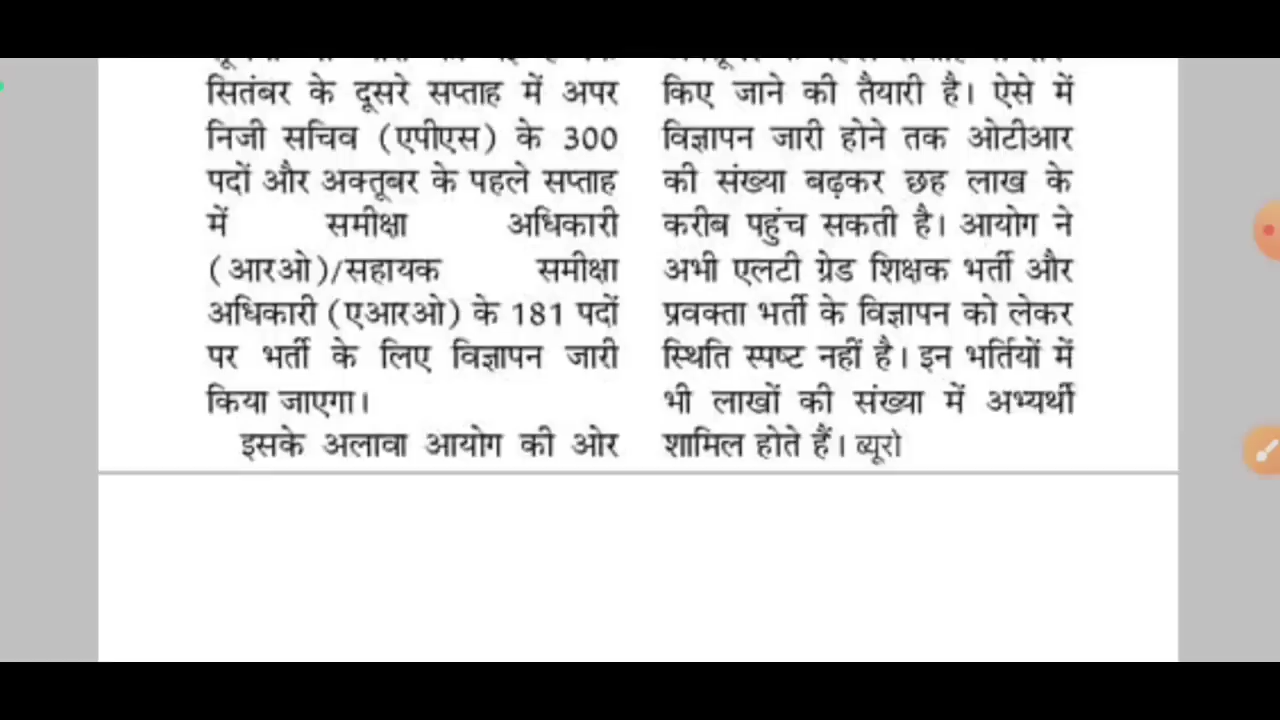 सितंबर के दूसरे सप्ताह में अपर
निजी सचिव (एपीएस) के 300
पदों और अक्तूबर के पहले सप्ताह
में समीक्षा अधिकारी
(आरओ)/सहायक समीक्षा
अधिकारी (एआरओ) के 181 पदों
पर भर्ती के लिए विज्ञापन जारी
किया जाएगा।
इसके अलावा आयोग की ओर
किए जाने की तैयारी है। ऐसे में
विज्ञापन जारी होने तक ओटीआर
की संख्या बढ़कर छह लाख के
करीब पहुंच सकती है। आयोग ने
अभी एलटी ग्रेड शिक्षक भर्ती और
प्रवक्ता भर्ती के विज्ञापन को लेकर
स्थिति स्पष्ट नहीं है। इन भर्तियों में
भी लाखों की संख्या में अभ्यर्थी
शामिल होते हैं। ब्यूरो